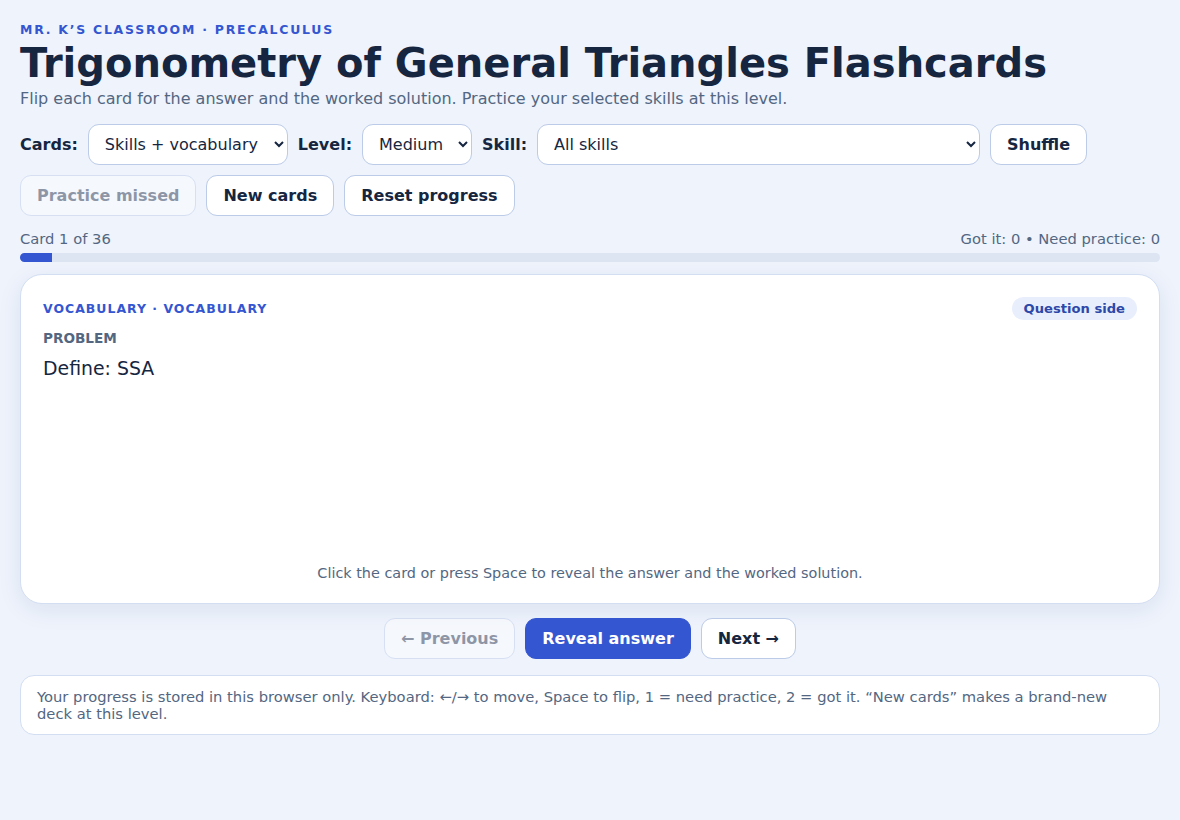 MR. K’S CLASSROOM · PRECALCULUS
Trigonometry of General Triangles Flashcards
Flip each card for the answer and the worked solution. Practice your selected skills at this level.
Cards: Skills + vocabulary Level: Medium Skill: All skills Shuffle
Practice missed New cards Reset progress
Card 1 of 36 Got it: 0 • Need practice: 0
VOCABULARY · VOCABULARY Question side
PROBLEM
Define: SSA
Click the card or press Space to reveal the answer and the worked solution.
← Previous Reveal answer Next →
Your progress is stored in this browser only. Keyboard: ←/→ to move, Space to flip, 1 = need practice, 2 = got it. “New cards” makes a brand-new
deck at this level.